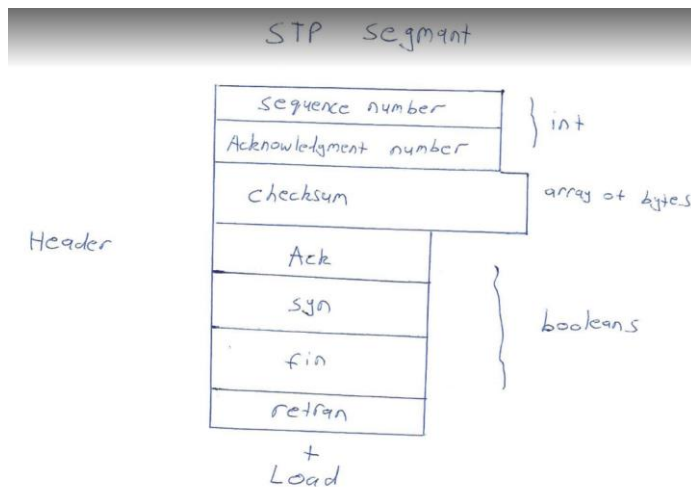 STP segmant
sequence number
int
Acknowledgment number
checksum
array of bytes
Header
Ack
syn
booleans
fin
retran
+
Load